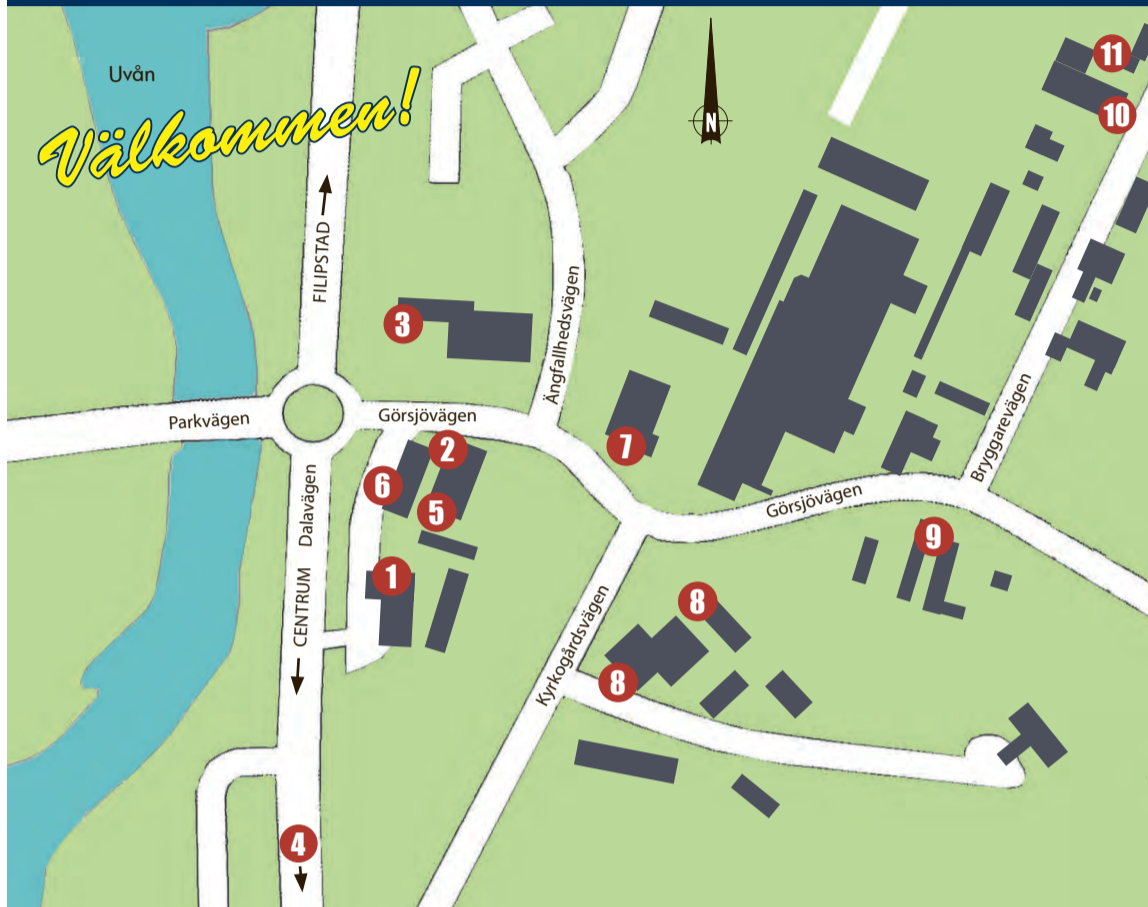 Uvån
Välkommen!
N
11
10
FILIPSTAD
3
Ängfallhedsvägen
Parkvägen
Görsjövägen
2
7
6
5
Bryggarevägen
Görsjövägen
Dalavägen
CENTRUM
9
1
8
Kyrkogårdsvägen
8
4